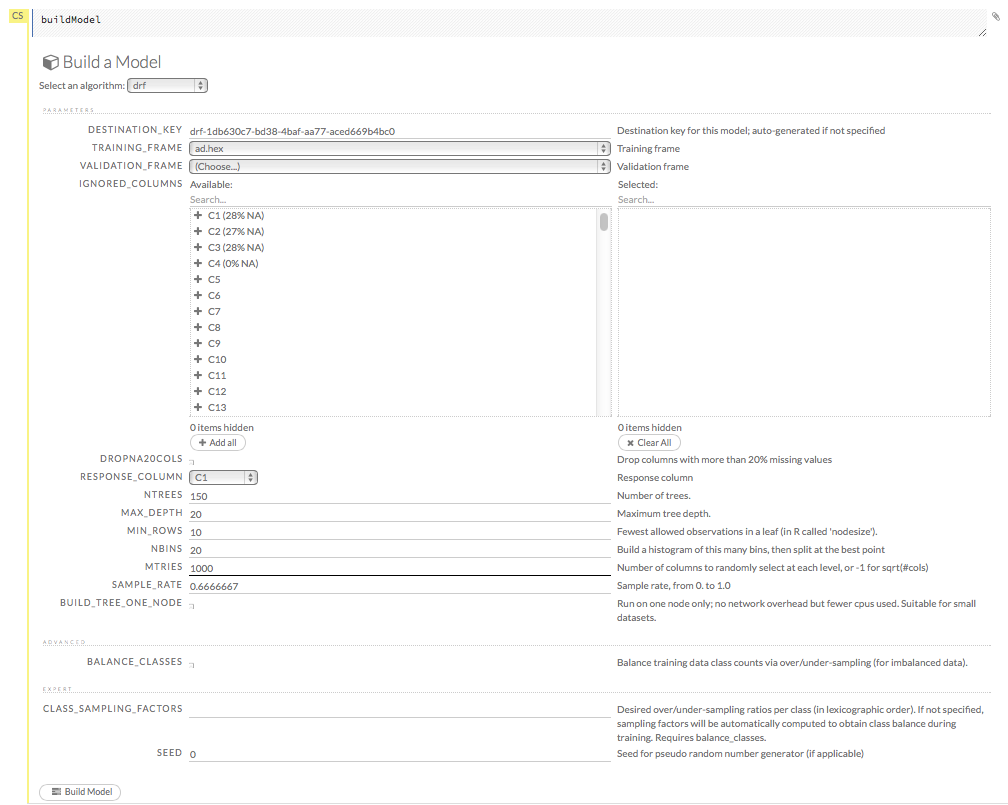 CS
buildModel
Build a Model
Select an algorithm: drf
PARAMETERS
DESTINATION_KEY drf-1db630c7-bd38-4baf-aa77-aced669b4bc0 Destination key for this model; auto-generated if not specified
TRAINING_FRAME ad.hex Training frame
VALIDATION_FRAME (Choose...) Validation frame
IGNORED_COLUMNS Available: Selected:
Search... Search...
+ C1 (28% NA)
+ C2 (27% NA)
+ C3 (28% NA)
+ C4 (0% NA)
+ C5
+ C6
+ C7
+ C8
+ C9
+ C10
+ C11
+ C12
+ C13
0 items hidden 0 items hidden
+ Add all × Clear All
DROPNA20COLS Drop columns with more than 20% missing values
RESPONSE_COLUMN C1 Response column
NTREES 150 Number of trees.
MAX_DEPTH 20 Maximum tree depth.
MIN_ROWS 10 Fewest allowed observations in a leaf (in R called 'nodesize').
NBINS 20 Build a histogram of this many bins, then split at the best point
MTRIES 1000 Number of columns to randomly select at each level, or -1 for sqrt(#cols)
SAMPLE_RATE 0.6666667 Sample rate, from 0. to 1.0
BUILD_TREE_ONE_NODE Run on one node only; no network overhead but fewer cpus used. Suitable for small
datasets.
ADVANCED
BALANCE_CLASSES Balance training data class counts via over/under-sampling (for imbalanced data).
EXPERT
CLASS_SAMPLING_FACTORS Desired over/under-sampling ratios per class (in lexicographic order). If not specified,
sampling factors will be automatically computed to obtain class balance during
training. Requires balance_classes.
SEED 0 Seed for pseudo random number generator (if applicable)
Build Model